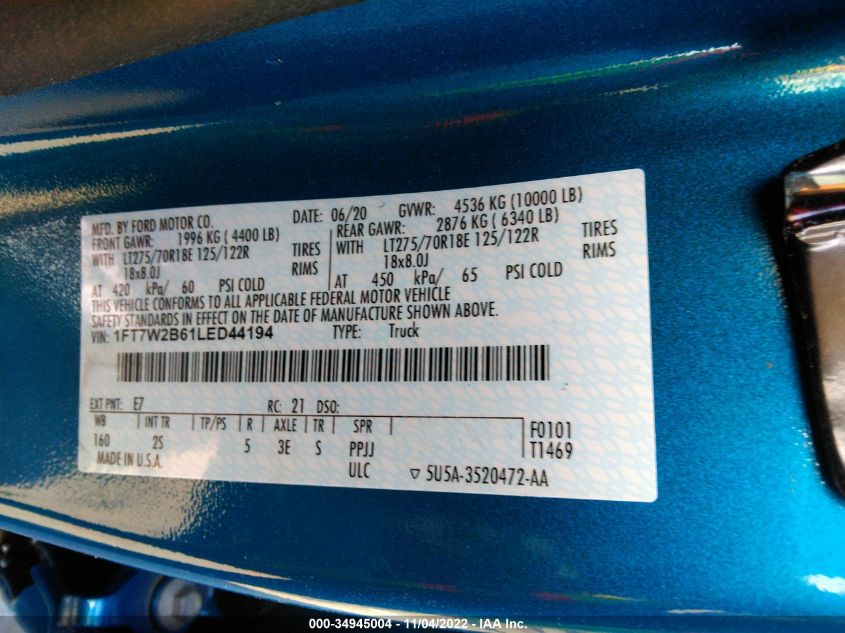 MFD. BY FORD MOTOR CO.
DATE: 06/20 GVWR: 4536 KG (10000 LB)
FRONT GAWR: 1996 KG ( 4400 LB) REAR GAWR: 2876 KG ( 6340 LB)
WITH LT275/70R18E 125/122R TIRES WITH LT275/70R18E 125/122R TIRES
18x8.0J RIMS 18x8.0J RIMS
AT 420 kPa/ 60 PSI COLD AT 450 kPa/ 65 PSI COLD
THIS VEHICLE CONFORMS TO ALL APPLICABLE FEDERAL MOTOR VEHICLE
SAFETY STANDARDS IN EFFECT ON THE DATE OF MANUFACTURE SHOWN ABOVE.
VIN: 1FT7W2B61LED44194 TYPE: Truck
EXT PNT: E7 RC: 21 DSO:
WB INT TR TP/PS R AXLE TR SPR F0101
160 2S 5 3E S PPJJ T1469
MADE IN U.S.A. ULC ▽ 5U5A-3520472-AA
000-34945004 - 11/04/2022 - IAA Inc.